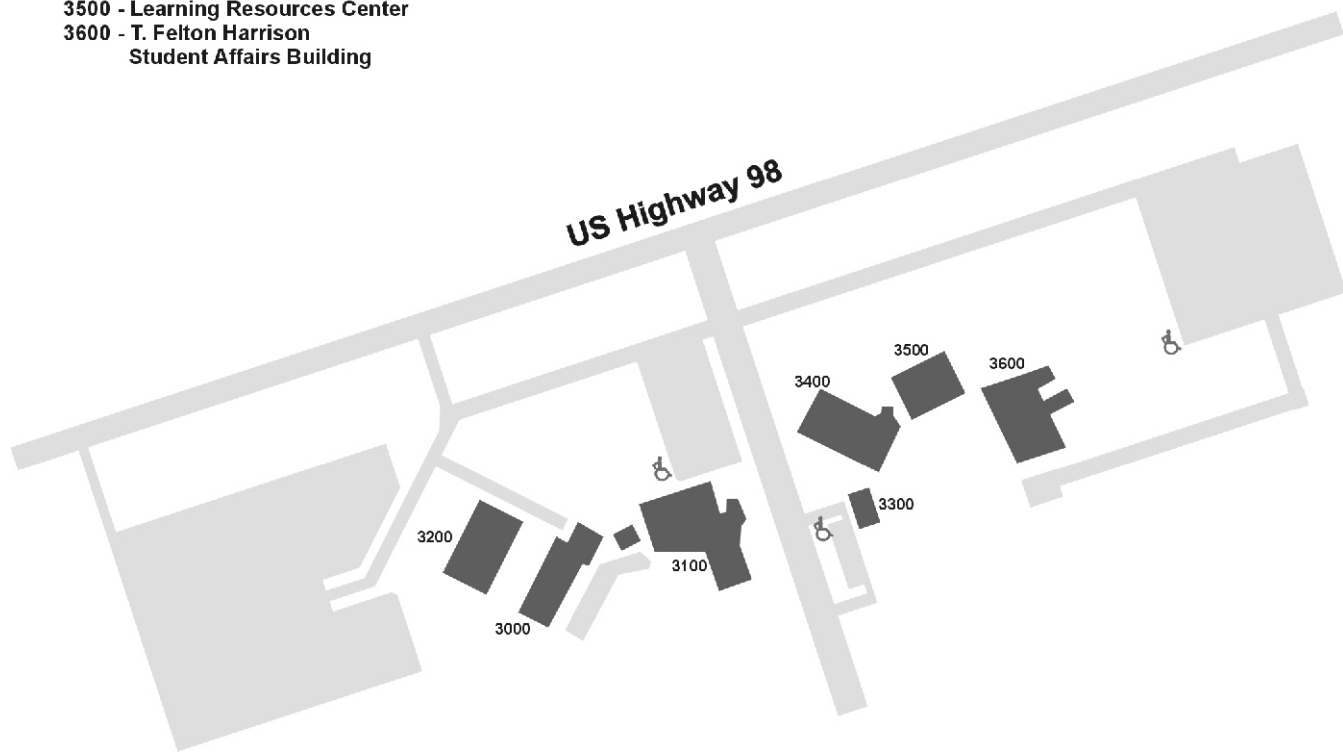 3500 - Learning Resources Center
3600 - T. Felton Harrison
Student Affairs Building
US Highway 98
3500
3600
3400
3300
3200
3100
3000